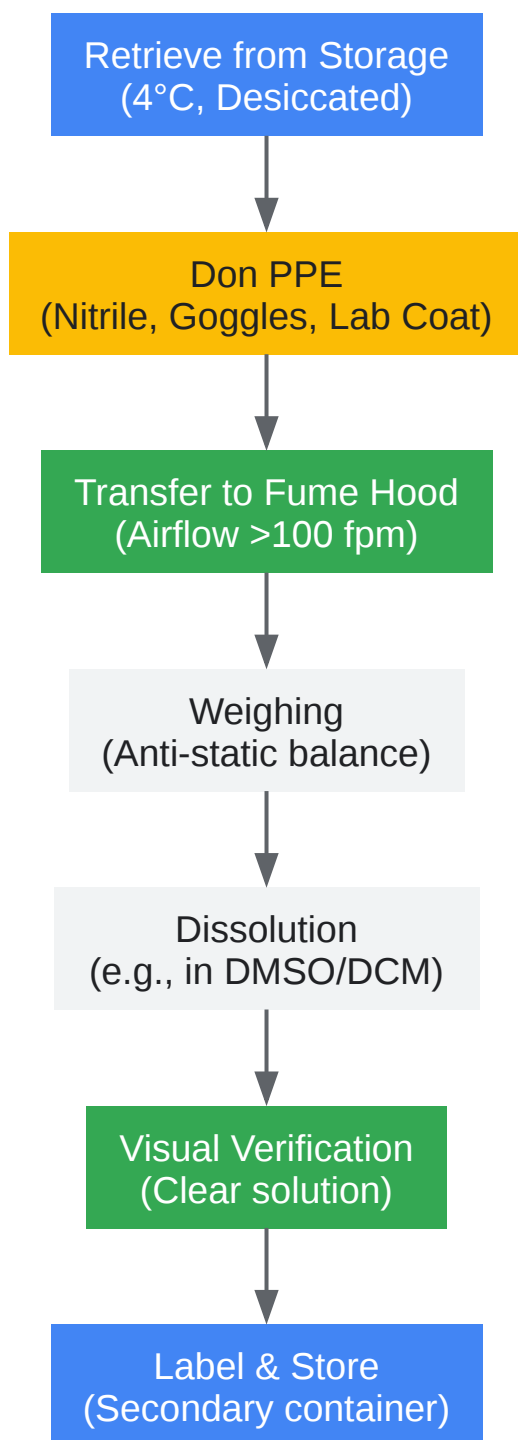 Retrieve from Storage
(4°C, Desiccated)
Don PPE
(Nitrile, Goggles, Lab Coat)
Transfer to Fume Hood
(Airflow >100 fpm)
Weighing
(Anti-static balance)
Dissolution
(e.g., in DMSO/DCM)
Visual Verification
(Clear solution)
Label & Store
(Secondary container)